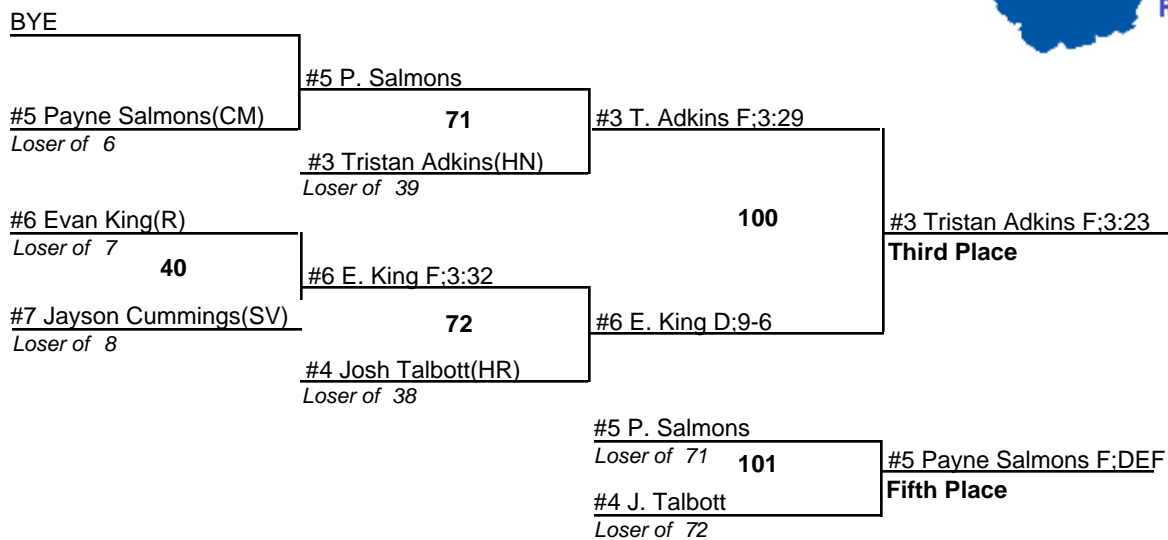 BYE
#5 P. Salmons
#5 Payne Salmons(CM)
Loser of 6
71
#3 T. Adkins F;3:29
#3 Tristan Adkins(HN)
Loser of 39
#6 Evan King(R)
Loser of 7
100
#3 Tristan Adkins F;3:23
Third Place
40
#6 E. King F;3:32
#7 Jayson Cummings(SV)
Loser of 8
72
#6 E. King D;9-6
#4 Josh Talbott(HR)
Loser of 38
#5 P. Salmons
Loser of 71
101
#5 Payne Salmons F;DEF
Fifth Place
#4 J. Talbott
Loser of 72